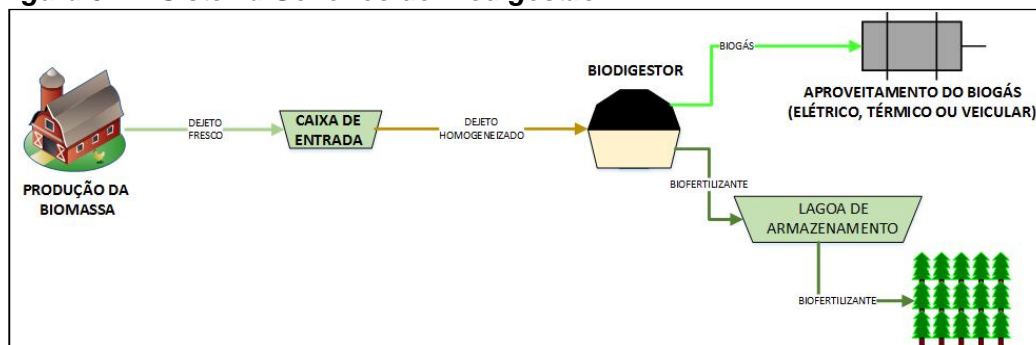 BIOGÁS
BIODIGESTOR
APROVEITAMENTO DO BIOGÁS
(ELÉTRICO, TÉRMICO OU VEICULAR)
DEJETO
FRESCO
CAIXA DE
ENTRADA
DEJETO
HOMOGENEIZADO
PRODUÇÃO DA
BIOMASSA
BIOFERTILIZANTE
LAGOA DE
ARMAZENAMENTO
BIOFERTILIZANTE